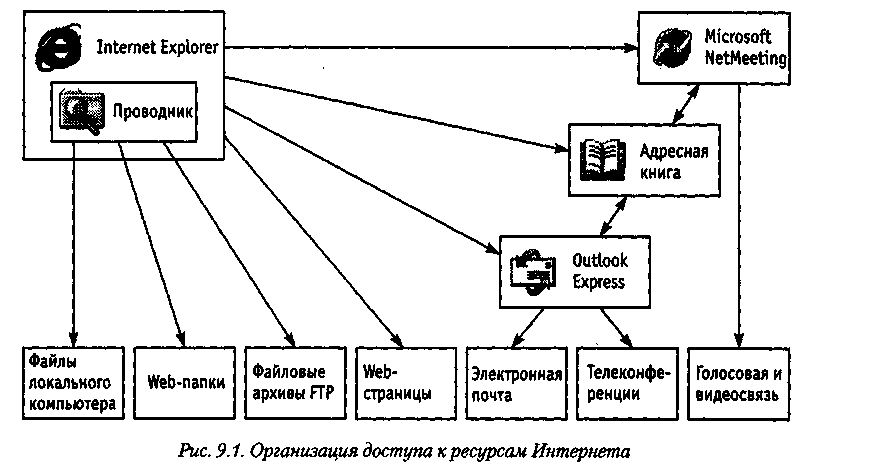 Internet Explorer
Проводник
Microsoft
NetMeeting
Адресная
книга
Outlook
Express
Файлы
локального
компьютера
Web-папки
Файловые
архивы FTP
Web-
страницы
Электронная
почта
Телеконфе-
ренции
Голосовая и
видеосвязь
Рис. 9.1. Организация доступа к ресурсам Интернета